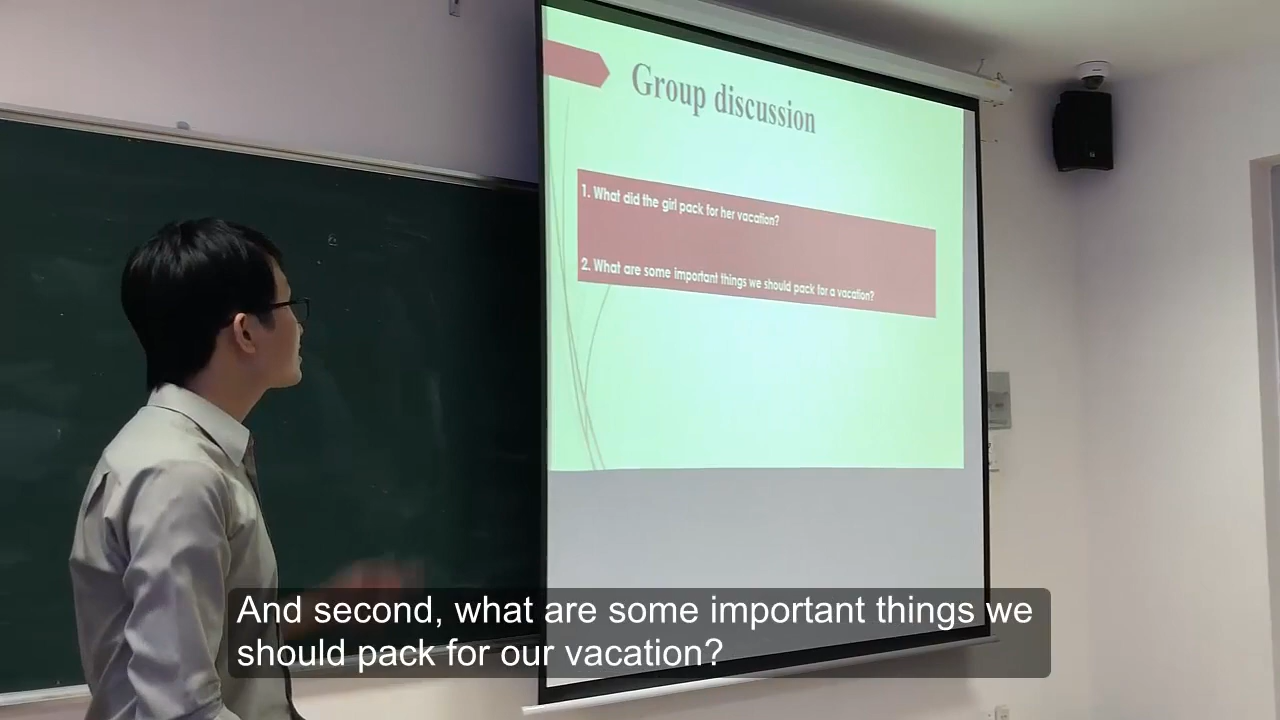 Group discussion
1. What did the girl pack for her vacation?
2. What are some important things we should pack for a vacation?
And second, what are some important things we
should pack for our vacation?